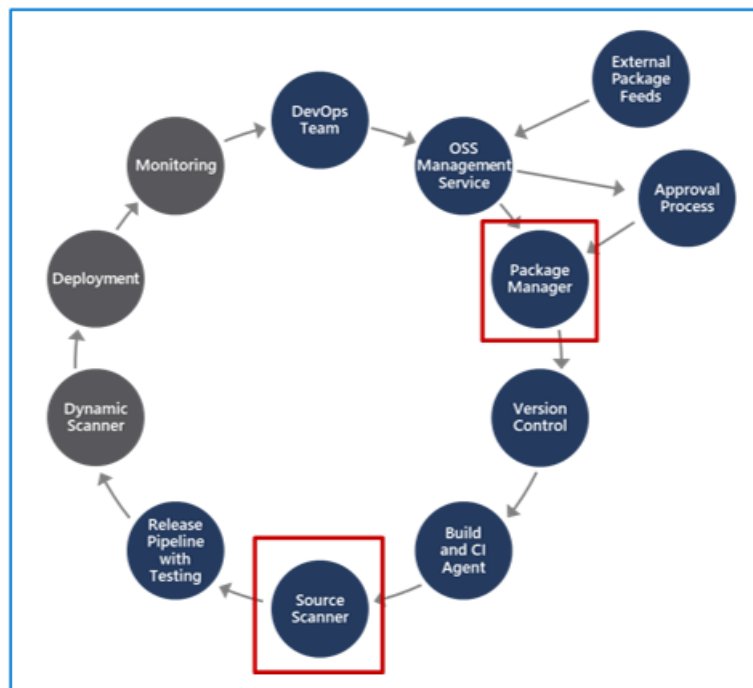 External
Package
Feeds
DevOps
Team
OSS
Management
Service
Monitoring
Approval
Process
Package
Manager
Deployment
Version
Control
Dynamic
Scanner
Release
Pipeline
with
Testing
Build
and CI
Agent
Source
Scanner